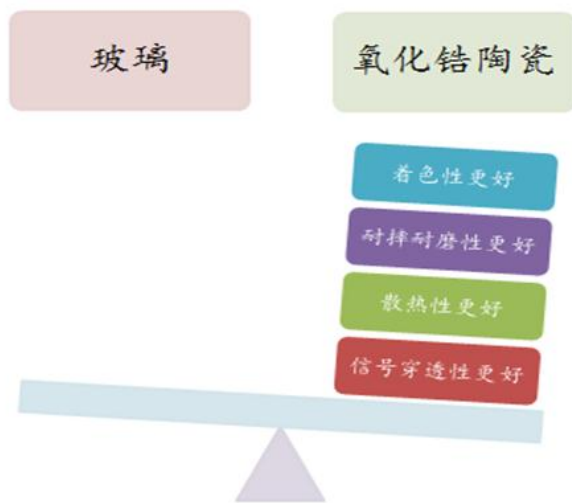 玻璃
氧化锆陶瓷
着色性更好
耐摔耐磨性更好
散热性更好
信号穿透性更好